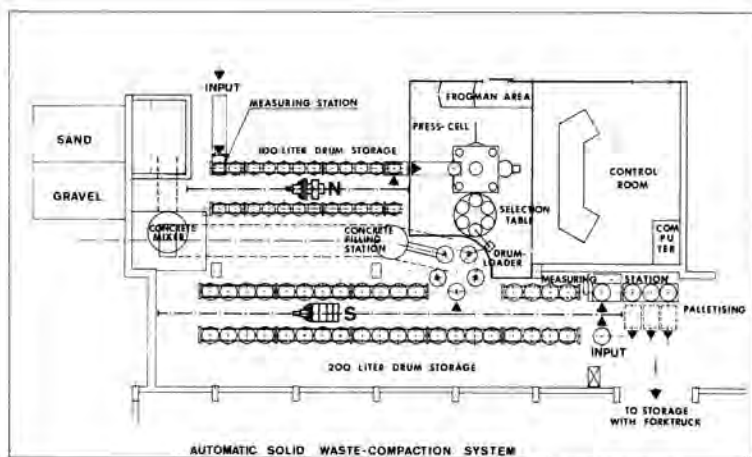 INPUT
MEASURING STATION
FROGMAN AREA
SAND
100 LITER DRUM STORAGE
PRESS-CELL
CONTROL
ROOM
GRAVEL
N
SELECTION
TABLE
CONCRETE
MIXER
CONCRETE
FILLING
STATION
DRUM-
LOADER
COM
PU
TER
MEASURING STATION
S
PALLETISING
INPUT
200 LITER DRUM STORAGE
TO STORAGE
WITH FORKTRUCK
AUTOMATIC SOLID WASTE-COMPACTION SYSTEM